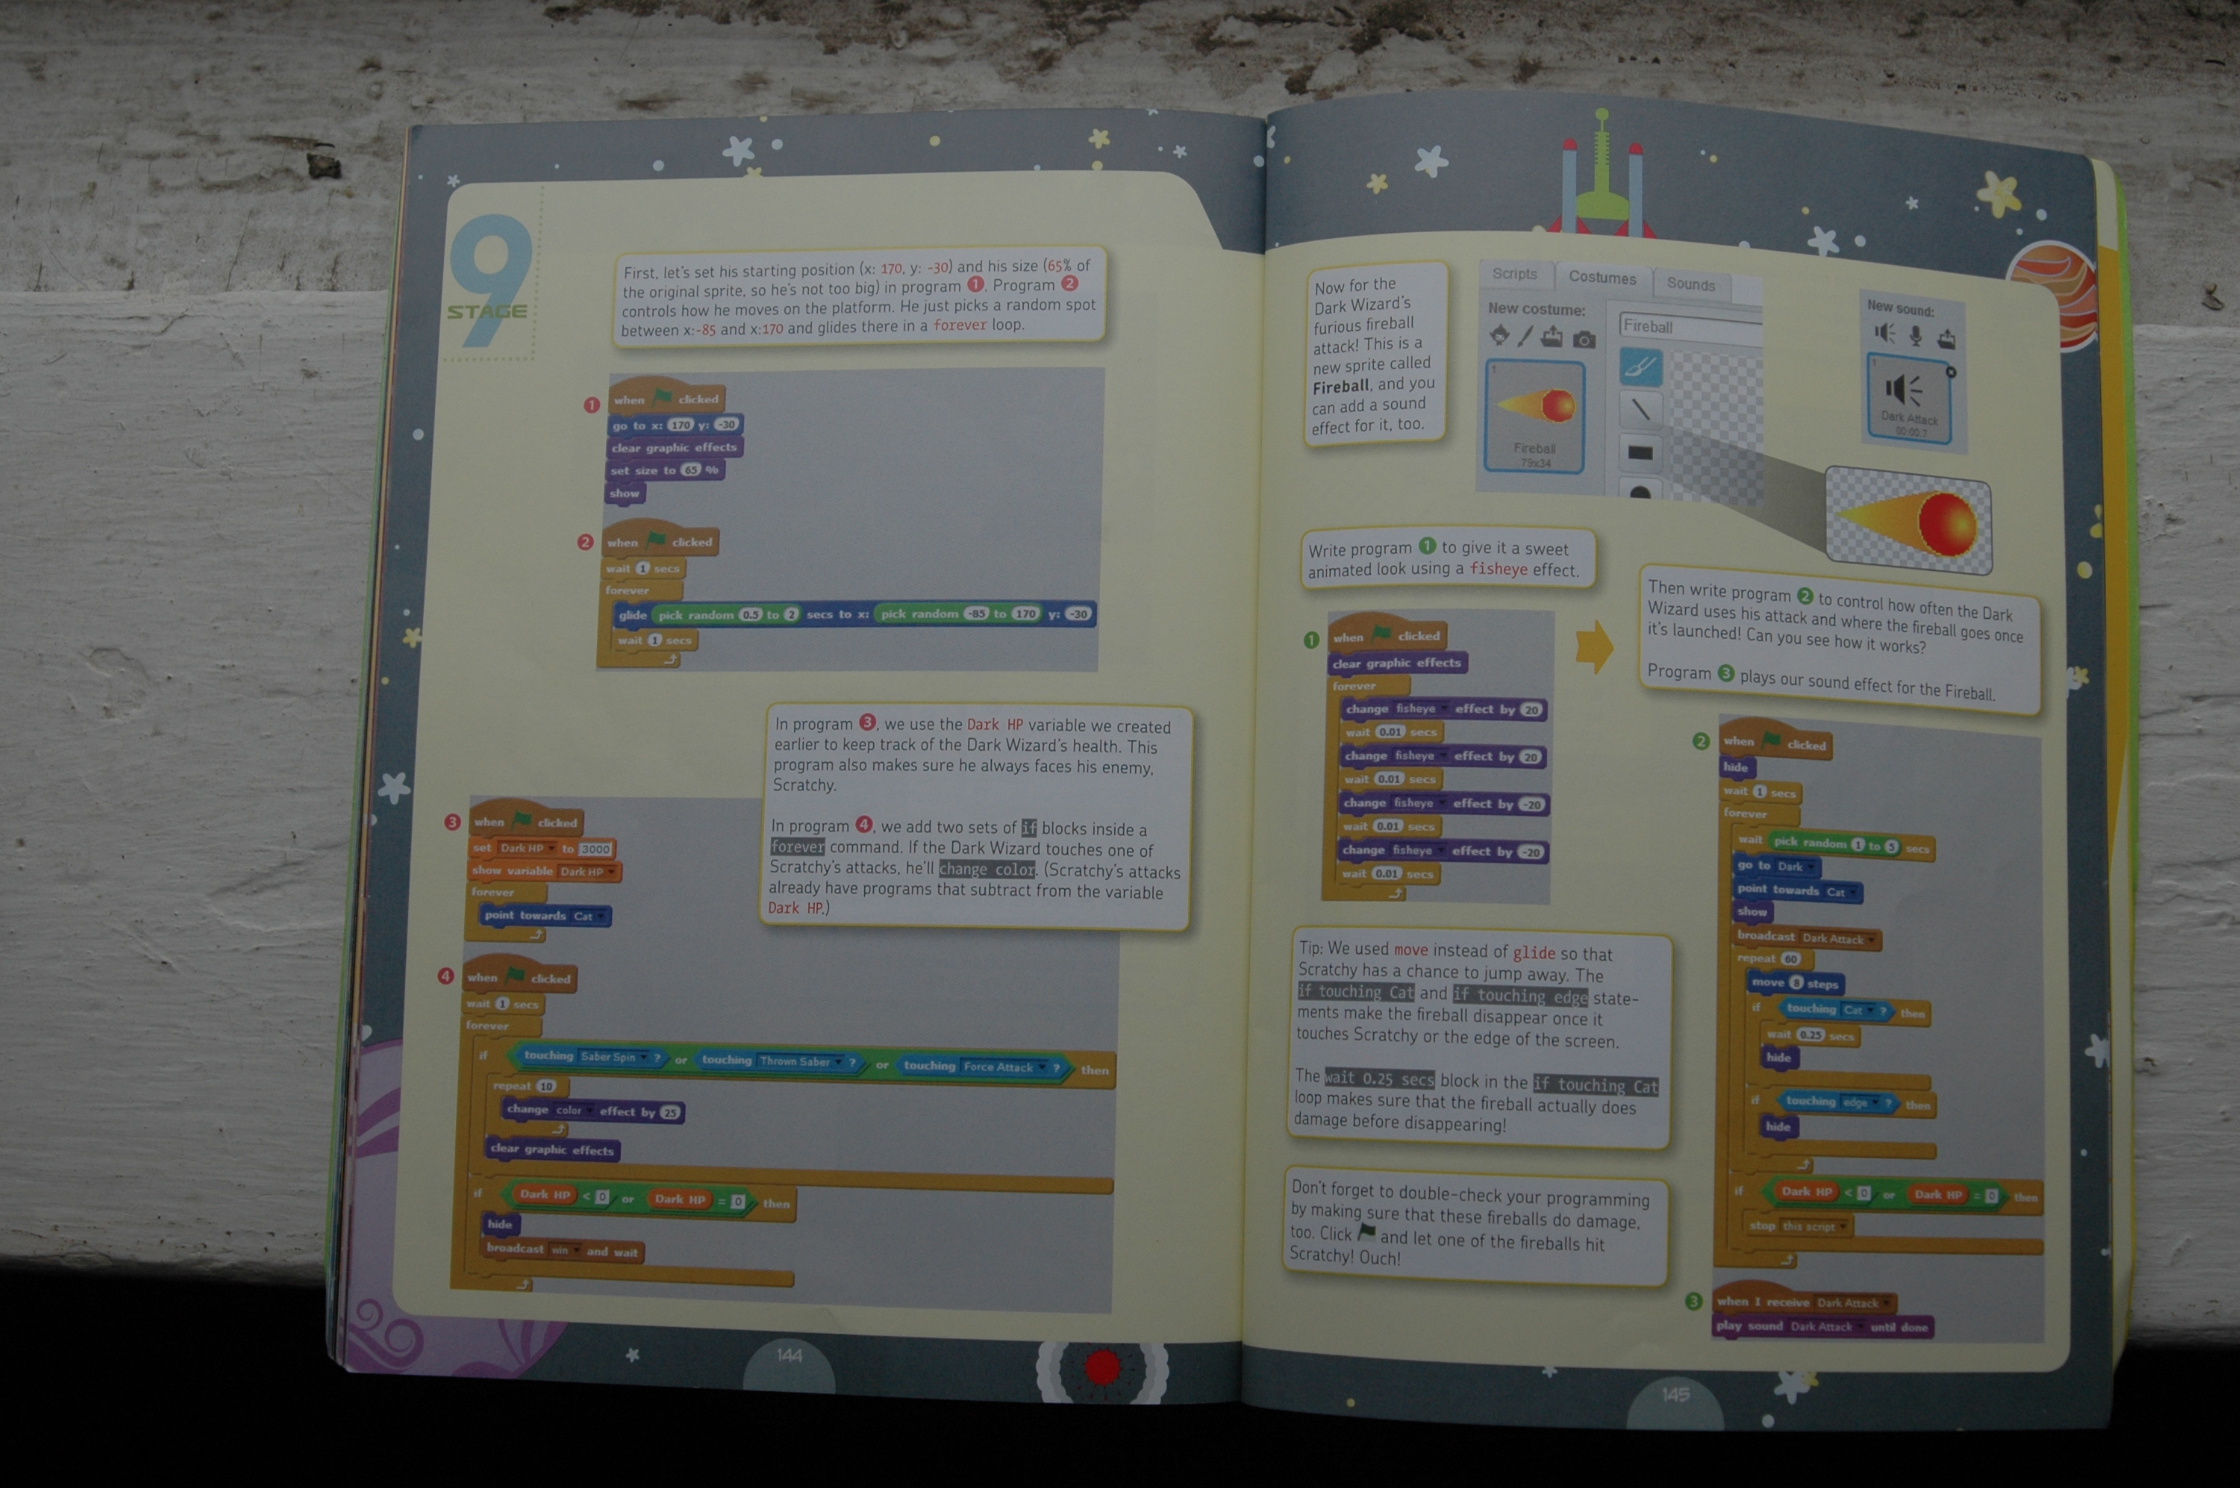 9
STAGE
First, let's set his starting position (x: 170, y: -30) and his size (65% of
the original sprite, so he's not too big) in program 1. Program 2
controls how he moves on the platform. He just picks a random spot
between x:-85 and x:170 and glides there in a forever loop.
1
when clicked
go to x: 170 y: -30
clear graphic effects
set size to 65 %
show
2
when clicked
wait 1 secs
forever
glide pick random 0.5 to 2 secs to x: pick random -85 to 170 y: -30
wait 1 secs
In program 3, we use the Dark HP variable we created
earlier to keep track of the Dark Wizard's health. This
program also makes sure he always faces his enemy,
Scratchy.
In program 4, we add two sets of if blocks inside a
forever command. If the Dark Wizard touches one of
Scratchy's attacks, he'll change color. (Scratchy's attacks
already have programs that subtract from the variable
Dark HP.)
3
when clicked
set Dark HP to 3000
show variable Dark HP
forever
point towards Cat
4
when clicked
wait 1 secs
forever
if touching Saber Spin ? or touching Thrown Saber ? or touching Force Attack ? then
repeat 10
change color effect by 25
clear graphic effects
if Dark HP < 0 or Dark HP = 0 then
hide
broadcast win and wait
144
Now for the
Dark Wizard's
furious fireball
attack! This is a
new sprite called
Fireball, and you
can add a sound
effect for it, too.
Scripts Costumes Sounds
New costume:
Fireball
1
Fireball
79x34
New sound:
1
Dark Attack
00:00.7
Write program 1 to give it a sweet
animated look using a fisheye effect.
1
when clicked
clear graphic effects
forever
change fisheye effect by 20
wait 0.01 secs
change fisheye effect by 20
wait 0.01 secs
change fisheye effect by -20
wait 0.01 secs
change fisheye effect by -20
wait 0.01 secs
Then write program 2 to control how often the Dark
Wizard uses his attack and where the fireball goes once
it's launched! Can you see how it works?
Program 3 plays our sound effect for the Fireball.
2
when clicked
hide
wait 1 secs
forever
wait pick random 1 to 5 secs
go to Dark
point towards Cat
show
broadcast Dark Attack
repeat 60
move 8 steps
if touching Cat ? then
wait 0.25 secs
hide
if touching edge ? then
hide
if Dark HP < 0 or Dark HP = 0 then
stop this script
3
when I receive Dark Attack
play sound Dark Attack until done
Tip: We used move instead of glide so that
Scratchy has a chance to jump away. The
if touching Cat and if touching edge state-
ments make the fireball disappear once it
touches Scratchy or the edge of the screen.
The wait 0.25 secs block in the if touching Cat
loop makes sure that the fireball actually does
damage before disappearing!
Don't forget to double-check your programming
by making sure that these fireballs do damage,
too. Click and let one of the fireballs hit
Scratchy! Ouch!
145